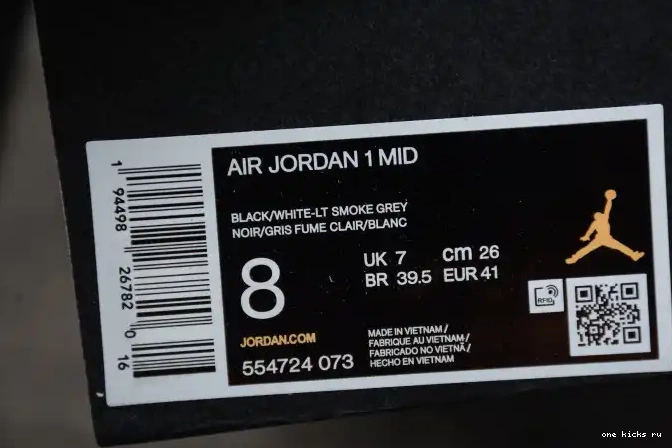 AIR JORDAN 1 MID
BLACK/WHITE-LT SMOKE GREY
NOIR/GRIS FUME CLAIR/BLANC
8
UK 7 cm 26
BR 39.5 EUR 41
RFID
JORDAN.COM
554724 073
MADE IN VIETNAM /
FABRIQUE AU VIETNAM /
FABRICADO NO VIETNÃ /
HECHO EN VIETNAM
1 94498 26782 0 16
one kicks ru